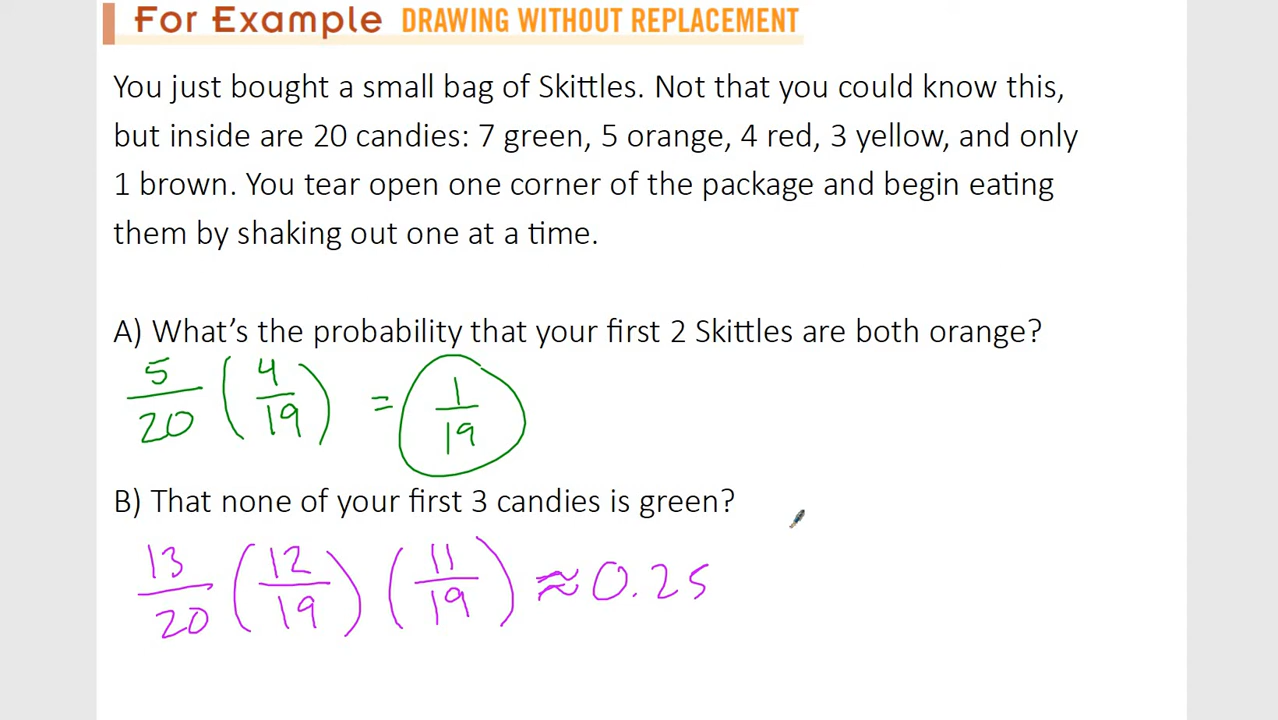 For Example DRAWING WITHOUT REPLACEMENT
You just bought a small bag of Skittles. Not that you could know this,
but inside are 20 candies: 7 green, 5 orange, 4 red, 3 yellow, and only
1 brown. You tear open one corner of the package and begin eating
them by shaking out one at a time.
A) What's the probability that your first 2 Skittles are both orange?
5/20 (4/19) = 1/19
B) That none of your first 3 candies is green?
13/20 (12/19) (11/19) ≈ 0.25